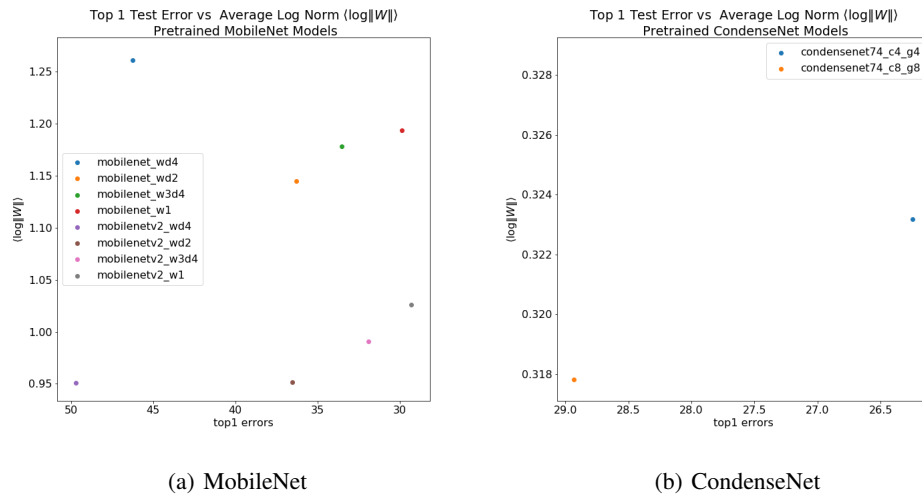 Top 1 Test Error vs Average Log Norm ⟨log‖W‖⟩
Pretrained MobileNet Models
1.25
1.20
1.15
1.10
1.05
1.00
0.95
⟨log‖W‖⟩
mobilenet_wd4
mobilenet_wd2
mobilenet_w3d4
mobilenet_w1
mobilenetv2_wd4
mobilenetv2_wd2
mobilenetv2_w3d4
mobilenetv2_w1
50 45 40 35 30
top1 errors
(a) MobileNet
Top 1 Test Error vs Average Log Norm ⟨log‖W‖⟩
Pretrained CondenseNet Models
condensenet74_c4_g4
condensenet74_c8_g8
0.328
0.326
0.324
0.322
0.320
0.318
⟨log‖W‖⟩
29.0 28.5 28.0 27.5 27.0 26.5
top1 errors
(b) CondenseNet